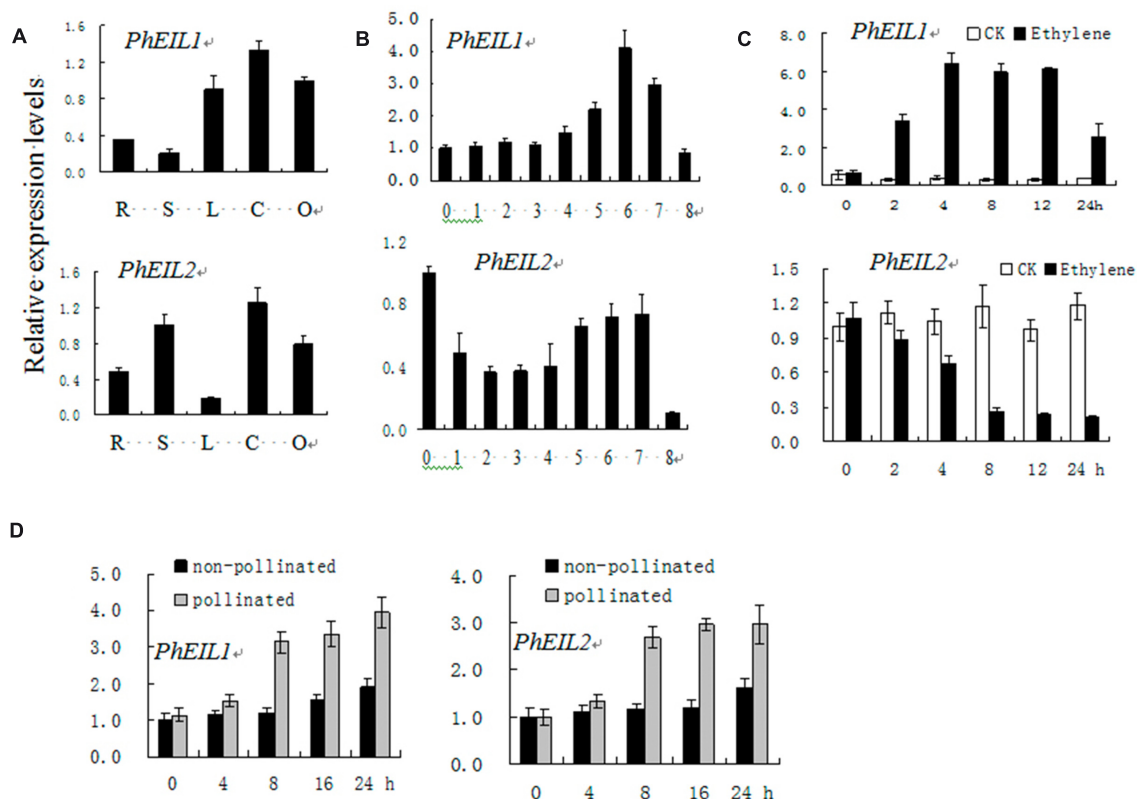 A
PhEIL1
Relative expression levels
1.6
1.2
0.8
0.4
0.0
R S L C O
PhEIL2
1.6
1.2
0.8
0.4
0.0
R S L C O
B
PhEIL1
5.0
4.0
3.0
2.0
1.0
0.0
0 1 2 3 4 5 6 7 8
PhEIL2
1.2
0.8
0.4
0.0
0 1 2 3 4 5 6 7 8
C
PhEIL1
CK Ethylene
8.0
6.0
4.0
2.0
0.0
0 2 4 8 12 24h
PhEIL2
CK Ethylene
1.5
1.2
0.9
0.6
0.3
0.0
0 2 4 8 12 24 h
D
non-pollinated
pollinated
PhEIL1
5.0
4.0
3.0
2.0
1.0
0.0
0 4 8 16 24 h
non-pollinated
pollinated
PhEIL2
4.0
3.0
2.0
1.0
0.0
0 4 8 16 24 h